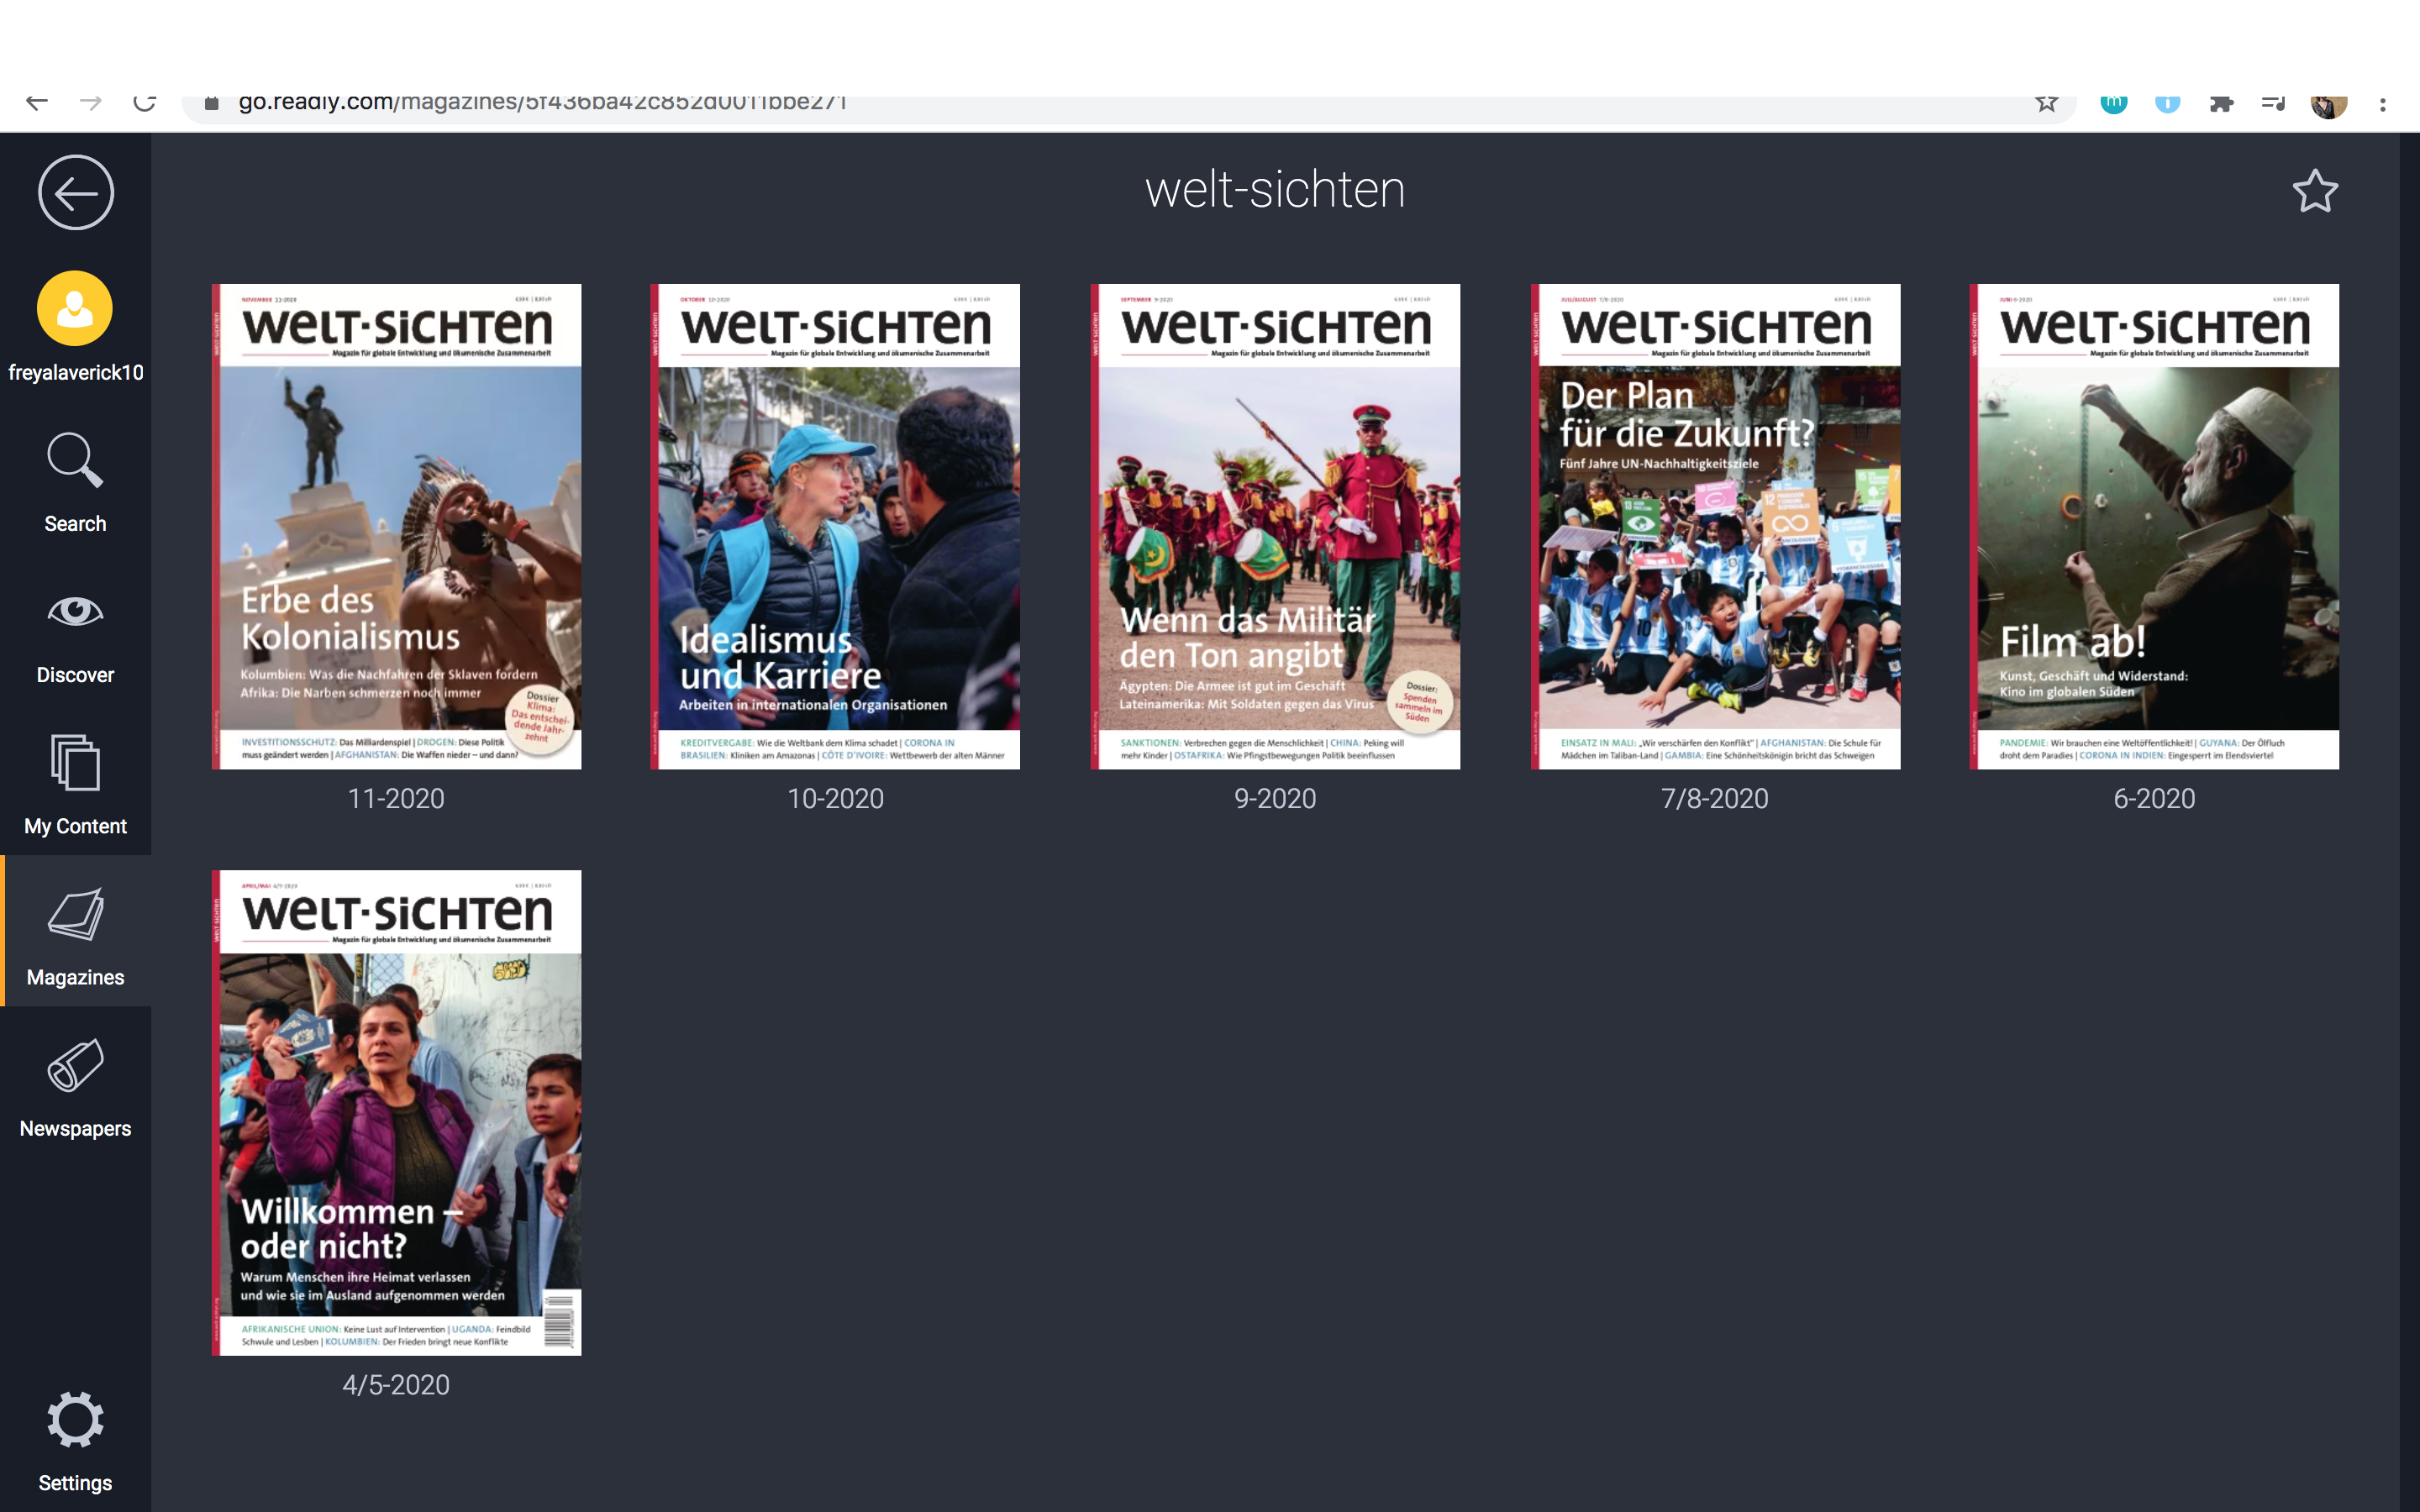 go.readly.com/magazines/5f436ba42c852d0011bbe271
welt-sichten
freyalaverick10
Search
Discover
My Content
Magazines
Newspapers
Settings
NOVEMBER 11-2020
WELT-SiCHTen
Magazin für globale Entwicklung und ökumenische Zusammenarbeit
Erbe des
Kolonialismus
Kolumbien: Was die Nachfahren der Sklaven fordern
Afrika: Die Narben schmerzen noch immer
Dossier
Klima:
Das entschei-
dende Jahr-
zehnt
INVESTITIONSSCHUTZ: Das Milliardenspiel | DROGEN: Diese Politik
muss geändert werden | AFGHANISTAN: Die Waffen nieder – und dann?
11-2020
OKTOBER 10-2020
WELT-SiCHTen
Magazin für globale Entwicklung und ökumenische Zusammenarbeit
Idealismus
und Karriere
Arbeiten in internationalen Organisationen
KREDITVERGABE: Wie die Weltbank dem Klima schadet | CORONA IN
BRASILIEN: Kliniken am Amazonas | CÔTE D'IVOIRE: Wettbewerb der alten Männer
10-2020
SEPTEMBER 9-2020
WELT-SiCHTen
Magazin für globale Entwicklung und ökumenische Zusammenarbeit
Wenn das Militär
den Ton angibt
Ägypten: Die Armee ist gut im Geschäft
Lateinamerika: Mit Soldaten gegen das Virus
Dossier:
Spenden
sammeln im
Süden
SANKTIONEN: Verbrechen gegen die Menschlichkeit | CHINA: Peking will
mehr Kinder | OSTAFRIKA: Wie Pfingstbewegungen Politik beeinflussen
9-2020
JULI/AUGUST 7/8-2020
WELT-SiCHTen
Magazin für globale Entwicklung und ökumenische Zusammenarbeit
Der Plan
für die Zukunft?
Fünf Jahre UN-Nachhaltigkeitsziele
EINSATZ IN MALI: „Wir verschärfen den Konflikt" | AFGHANISTAN: Die Schule für
Mädchen im Taliban-Land | GAMBIA: Eine Schönheitskönigin bricht das Schweigen
7/8-2020
JUNI 6-2020
WELT-SiCHTen
Magazin für globale Entwicklung und ökumenische Zusammenarbeit
Film ab!
Kunst, Geschäft und Widerstand:
Kino im globalen Süden
PANDEMIE: Wir brauchen eine Weltöffentlichkeit! | GUYANA: Der Ölfluch
droht dem Paradies | CORONA IN INDIEN: Eingesperrt im Elendsviertel
6-2020
APRIL/MAI 4/5-2020
WELT-SiCHTen
Magazin für globale Entwicklung und ökumenische Zusammenarbeit
Willkommen –
oder nicht?
Warum Menschen ihre Heimat verlassen
und wie sie im Ausland aufgenommen werden
AFRIKANISCHE UNION: Keine Lust auf Intervention | UGANDA: Feindbild
Schwule und Lesben | KOLUMBIEN: Der Frieden bringt neue Konflikte
4/5-2020